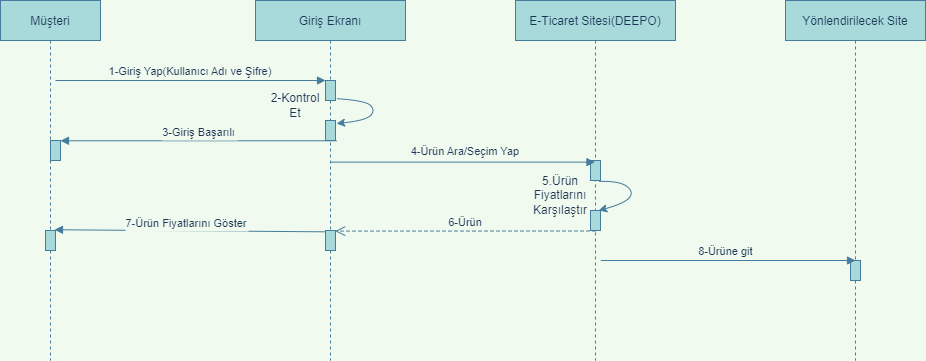 Müşteri
Giriş Ekranı
E-Ticaret Sitesi(DEEPO)
Yönlendirilecek Site
1-Giriş Yap(Kullanıcı Adı ve Şifre)
2-Kontrol
Et
3-Giriş Başarılı
4-Ürün Ara/Seçim Yap
5.Ürün
Fiyatlarını
Karşılaştır
6-Ürün
7-Ürün Fiyatlarını Göster
8-Ürüne git